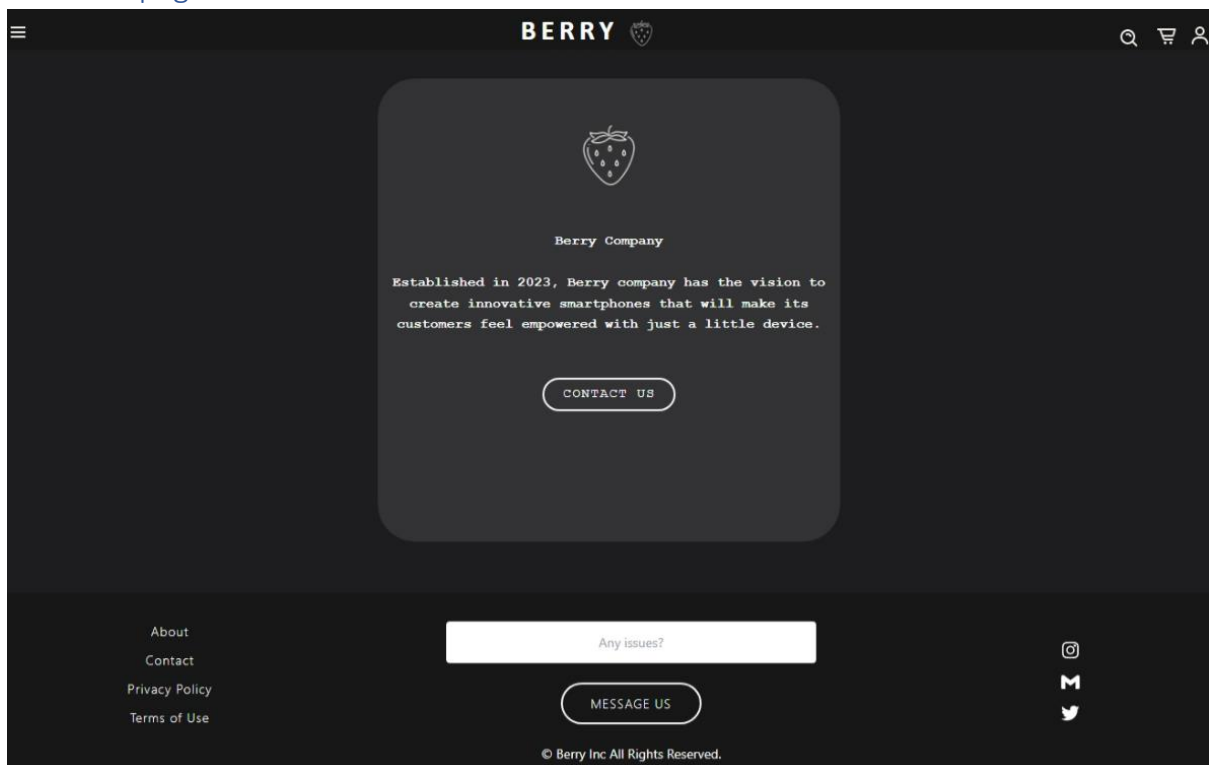 BERRY
Berry Company
Established in 2023, Berry company has the vision to
create innovative smartphones that will make its
customers feel empowered with just a little device.
CONTACT US
About
Contact
Privacy Policy
Terms of Use
Any issues?
MESSAGE US
© Berry Inc All Rights Reserved.